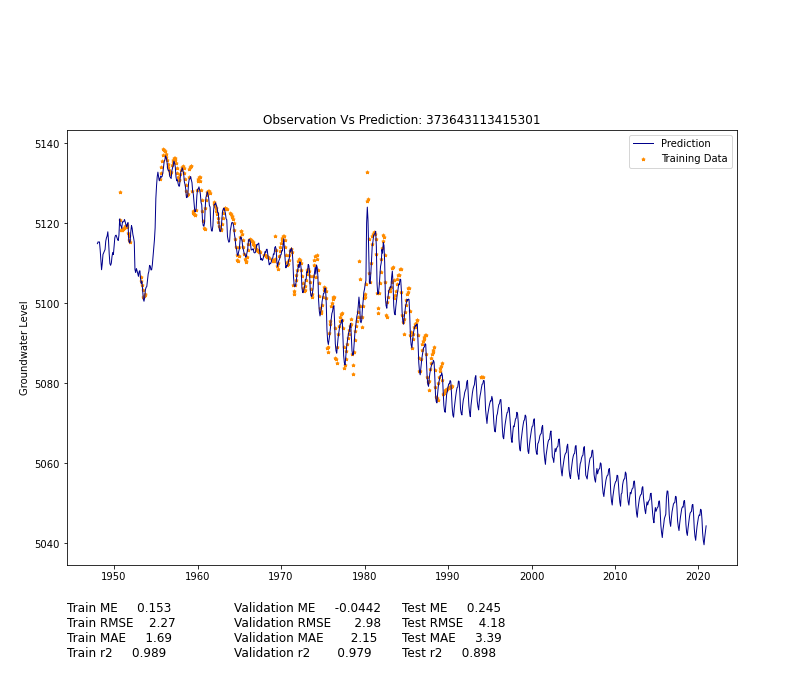 Observation Vs Prediction: 373643113415301
Prediction
Training Data
Groundwater Level
5140
5120
5100
5080
5060
5040
1950 1960 1970 1980 1990 2000 2010 2020
Train ME 0.153 Validation ME -0.0442 Test ME 0.245
Train RMSE 2.27 Validation RMSE 2.98 Test RMSE 4.18
Train MAE 1.69 Validation MAE 2.15 Test MAE 3.39
Train r2 0.989 Validation r2 0.979 Test r2 0.898